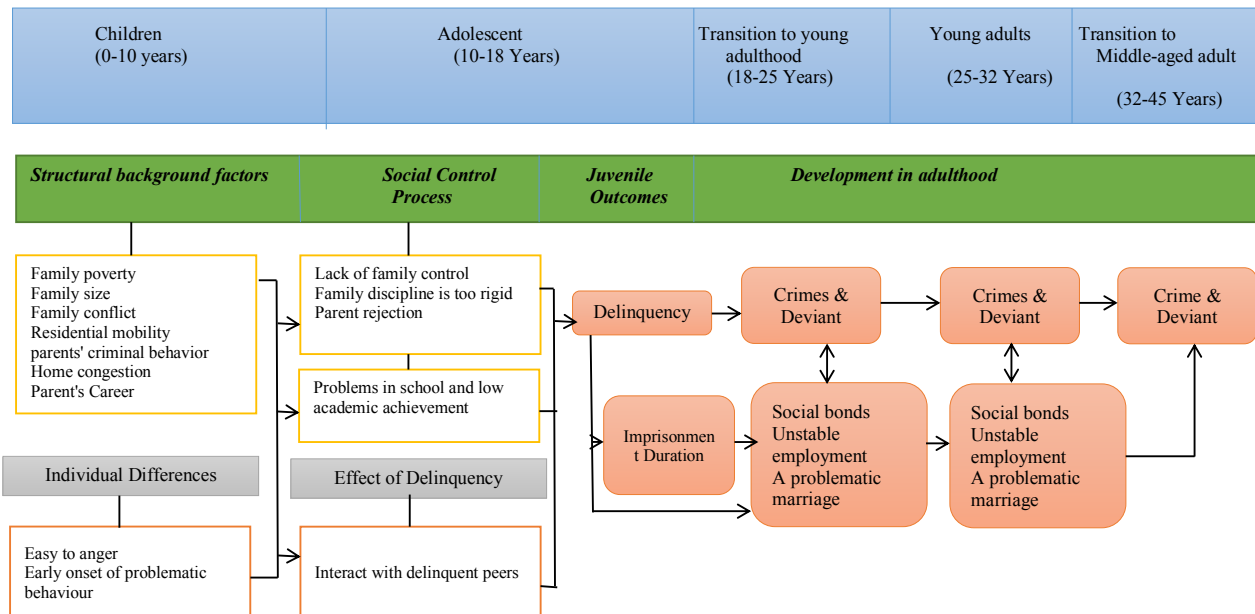 Children
(0-10 years)
Adolescent
(10-18 Years)
Transition to young
adulthood
(18-25 Years)
Young adults
(25-32 Years)
Transition to
Middle-aged adult
(32-45 Years)
Structural background factors
Social Control
Process
Juvenile
Outcomes
Development in adulthood
Family poverty
Family size
Family conflict
Residential mobility
parents' criminal behavior
Home congestion
Parent's Career
Lack of family control
Family discipline is too rigid
Parent rejection
Problems in school and low
academic achievement
Delinquency
Crimes &
Deviant
Crimes &
Deviant
Crime &
Deviant
Imprisonmen
t Duration
Social bonds
Unstable
employment
A problematic
marriage
Social bonds
Unstable
employment
A problematic
marriage
Individual Differences
Effect of Delinquency
Easy to anger
Early onset of problematic
behaviour
Interact with delinquent peers